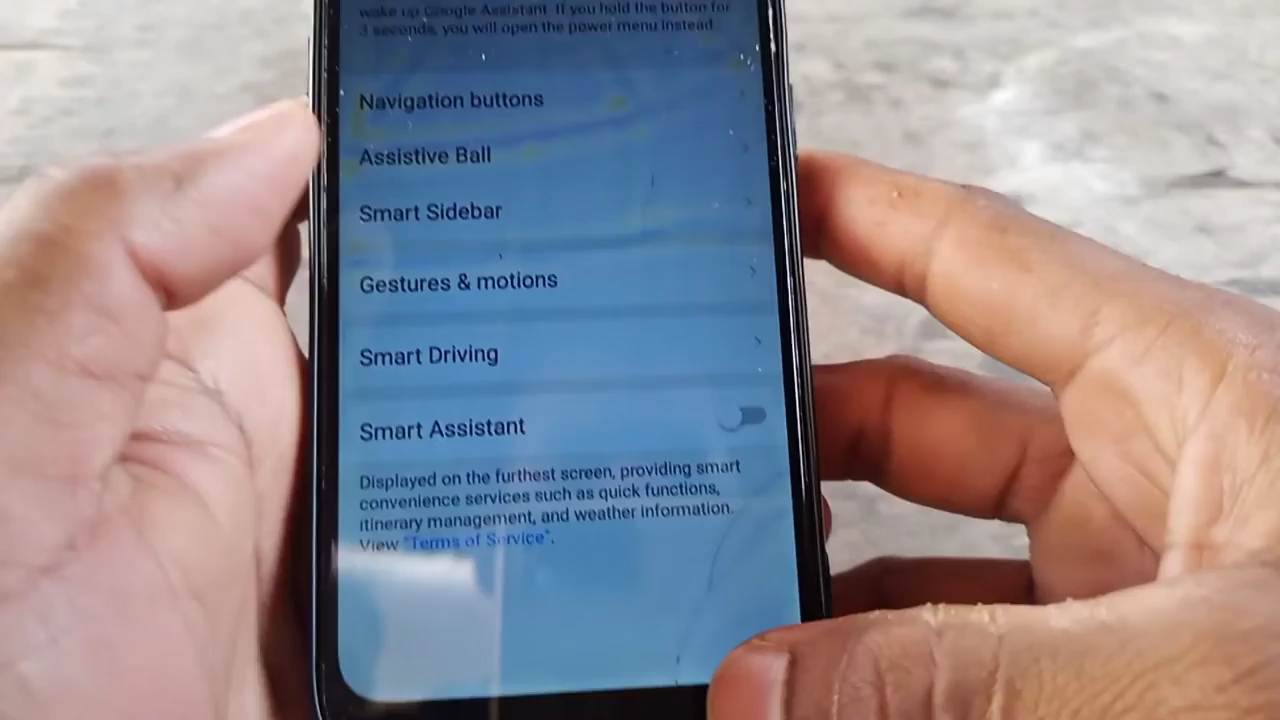 wake up Google Assistant. If you hold the button for
3 seconds, you will open the power menu instead
Navigation buttons
Assistive Ball
Smart Sidebar
Gestures & motions
Smart Driving
Smart Assistant
Displayed on the furthest screen, providing smart
convenience services such as quick functions,
itinerary management, and weather information.
View "Terms of Service".